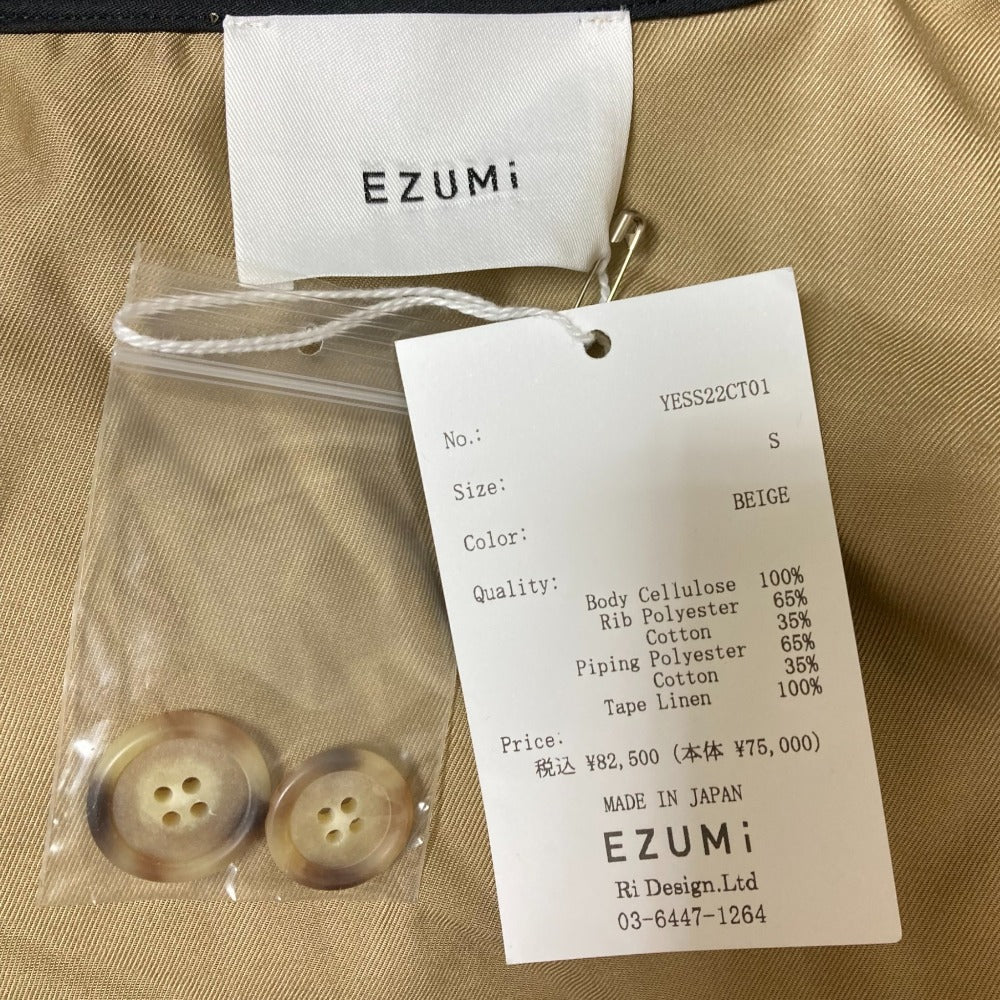 EZUMi
No.: YESS22CT01
Size: S
Color: BEIGE
Quality:
Body Cellulose 100%
Rib Polyester 65%
Cotton 35%
Piping Polyester 65%
Cotton 35%
Tape Linen 100%
Price:
税込 ¥82,500 (本体 ¥75,000)
MADE IN JAPAN
EZUMi
Ri Design.Ltd
03-6447-1264